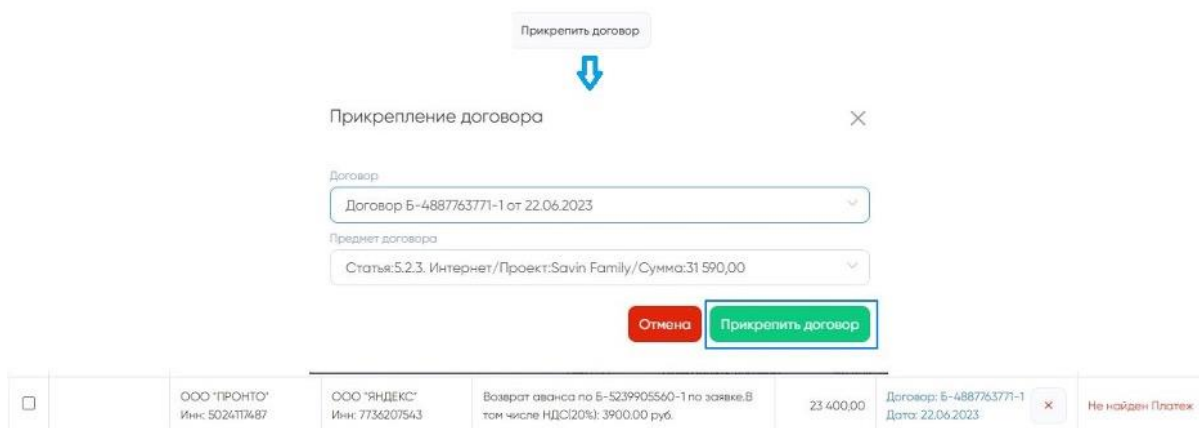 Прикрепить договор
Прикрепление договора
Договор
Договор Б-4887763771-1 от 22.06.2023
Предмет договора
Статья:5.2.3. Интернет/Проект:Savin Family/Сумма:31 590,00
Отмена
Прикрепить договор
ООО "ПРОНТО"
Инн: 5024117487
ООО "ЯНДЕКС"
Инн: 7736207543
Возврат аванса по Б-5239905560-1 по заявке.В
том числе НДС(20%): 3900.00 руб.
23 400,00
Договор: Б-4887763771-1
Дата: 22.06.2023
Не найден Платеж